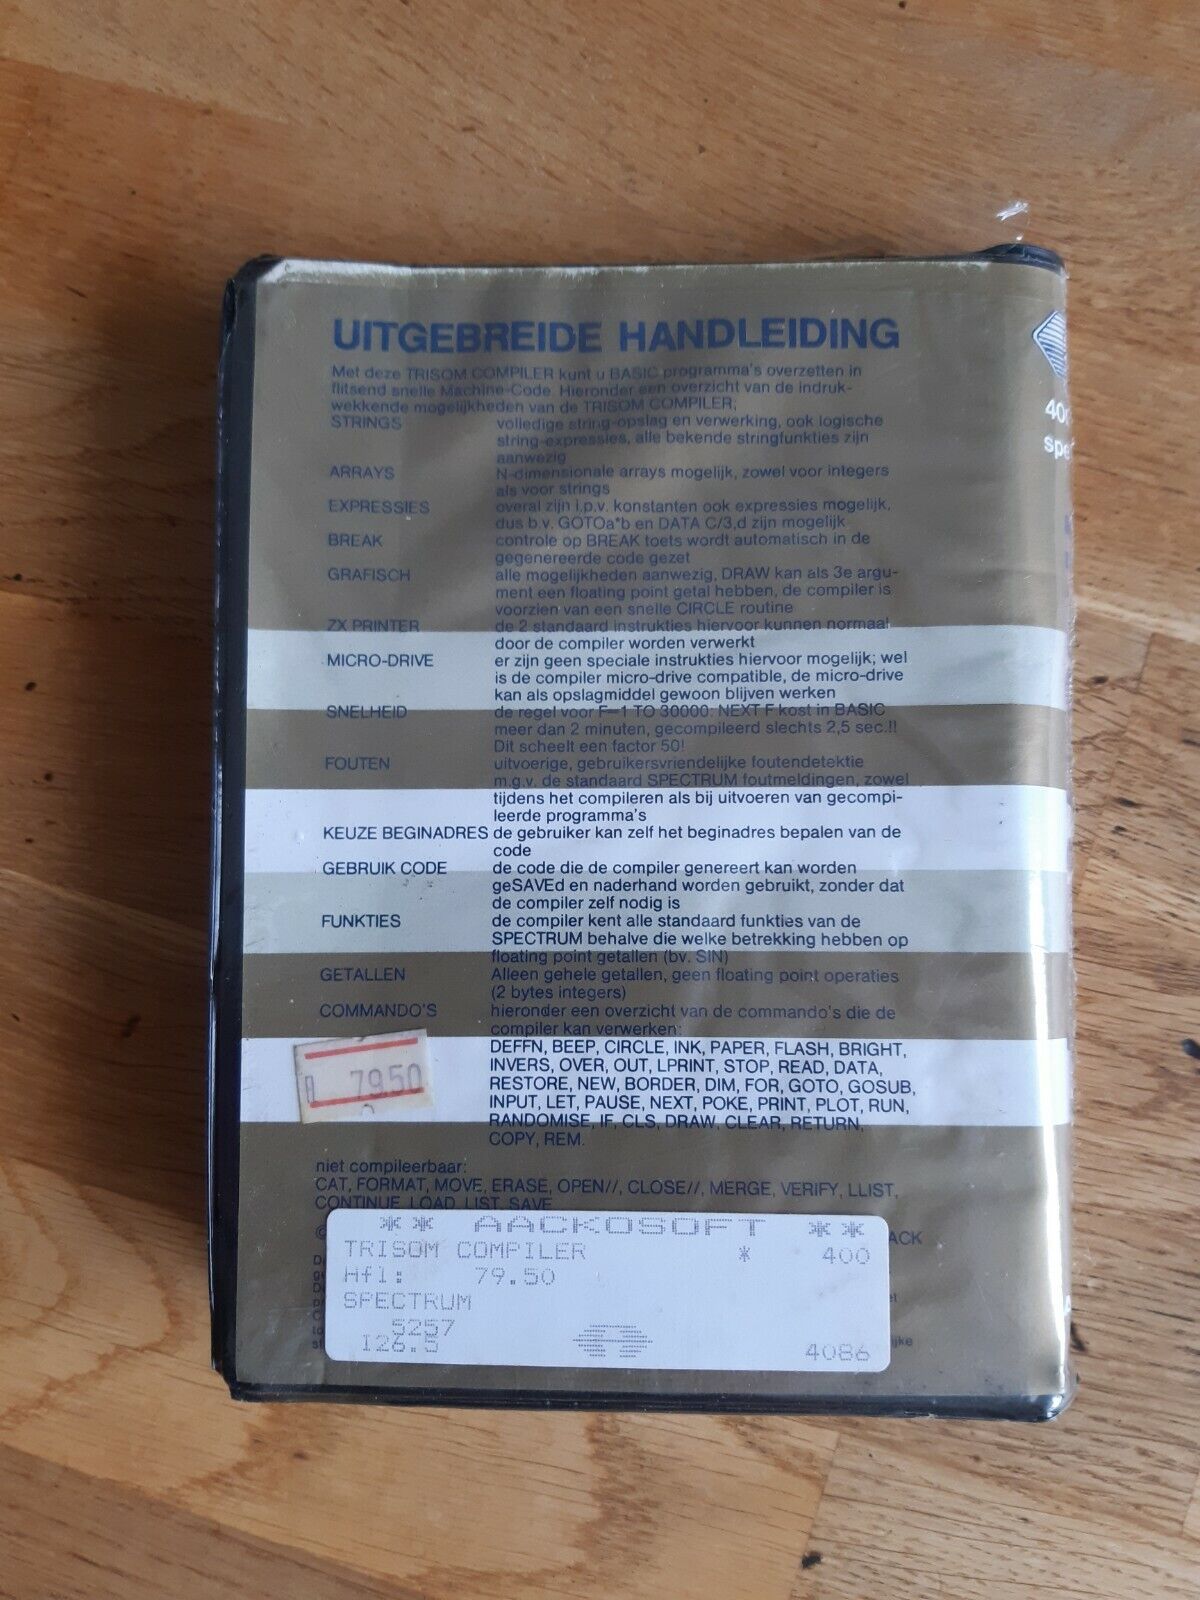 UITGEBREIDE HANDLEIDING
Met deze TRISOM COMPILER kunt u BASIC programma's overzetten in
flitsend snelle Machine-Code. Hieronder een overzicht van de indruk-
wekkende mogelijkheden van de TRISOM COMPILER;
STRINGS volledige string-opslag en verwerking, ook logische
string-expressies, alle bekende stringfunkties zijn
aanwezig
ARRAYS N-dimensionale arrays mogelijk, zowel voor integers
als voor strings
EXPRESSIES overal zijn i.p.v. konstanten ook expressies mogelijk,
dus b.v. GOTOa*b en DATA C/3,d zijn mogelijk
BREAK controle op BREAK toets wordt automatisch in de
gegenereerde code gezet
GRAFISCH alle mogelijkheden aanwezig, DRAW kan als 3e argu-
ment een floating point getal hebben, de compiler is
voorzien van een snelle CIRCLE routine
ZX PRINTER de 2 standaard instrukties hiervoor kunnen normaal
door de compiler worden verwerkt
MICRO-DRIVE er zijn geen speciale instrukties hiervoor mogelijk; wel
is de compiler micro-drive compatible, de micro-drive
kan als opslagmiddel gewoon blijven werken
SNELHEID de regel voor F=1 TO 30000: NEXT F kost in BASIC
meer dan 2 minuten, gecompileerd slechts 2,5 sec.!!
Dit scheelt een factor 50!
FOUTEN uitvoerige, gebruikersvriendelijke foutendetektie
m.g.v. de standaard SPECTRUM foutmeldingen, zowel
tijdens het compileren als bij uitvoeren van gecompi-
leerde programma's
KEUZE BEGINADRES de gebruiker kan zelf het beginadres bepalen van de
code
GEBRUIK CODE de code die de compiler genereert kan worden
geSAVEd en naderhand worden gebruikt, zonder dat
de compiler zelf nodig is
FUNKTIES de compiler kent alle standaard funkties van de
SPECTRUM behalve die welke betrekking hebben op
floating point getallen (bv. SIN)
GETALLEN Alleen gehele getallen, geen floating point operaties
(2 bytes integers)
COMMANDO'S hieronder een overzicht van de commando's die de
compiler kan verwerken:
DEFFN, BEEP, CIRCLE, INK, PAPER, FLASH, BRIGHT,
INVERS, OVER, OUT, LPRINT, STOP, READ, DATA,
RESTORE, NEW, BORDER, DIM, FOR, GOTO, GOSUB,
INPUT, LET, PAUSE, NEXT, POKE, PRINT, PLOT, RUN,
RANDOMISE, IF, CLS, DRAW, CLEAR, RETURN,
COPY, REM.
7950
niet compileerbaar:
CAT, FORMAT, MOVE, ERASE, OPEN//, CLOSE//, MERGE, VERIFY, LLIST,
CONTINUE, LOAD, LIST, SAVE
** AACKOSOFT **
TRISOM COMPILER * 400
Hfl: 79.50
SPECTRUM
5257
I26.5 4086